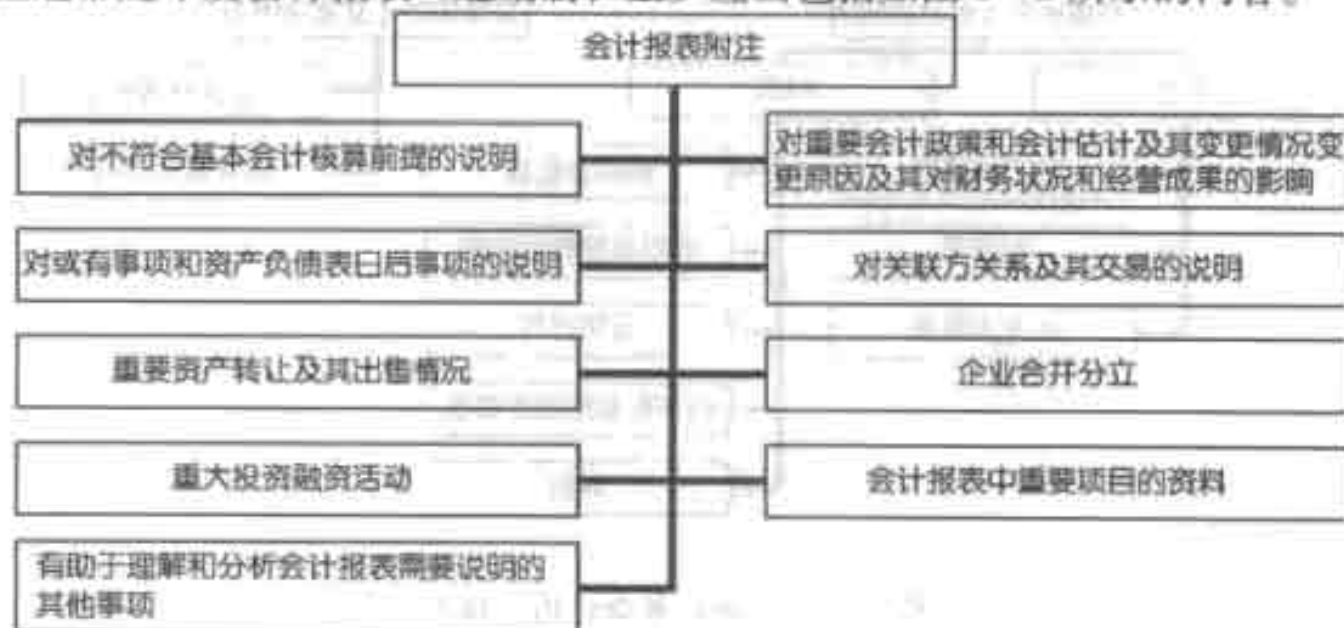 会计报表附注
对不符合基本会计核算前提的说明
对重要会计政策和会计估计及其变更情况变
更原因及其对财务状况和经营成果的影响
对或有事项和资产负债表日后事项的说明
对关联方关系及其交易的说明
重要资产转让及其出售情况
企业合并分立
重大投资融资活动
会计报表中重要项目的资料
有助于理解和分析会计报表需要说明的
其他事项